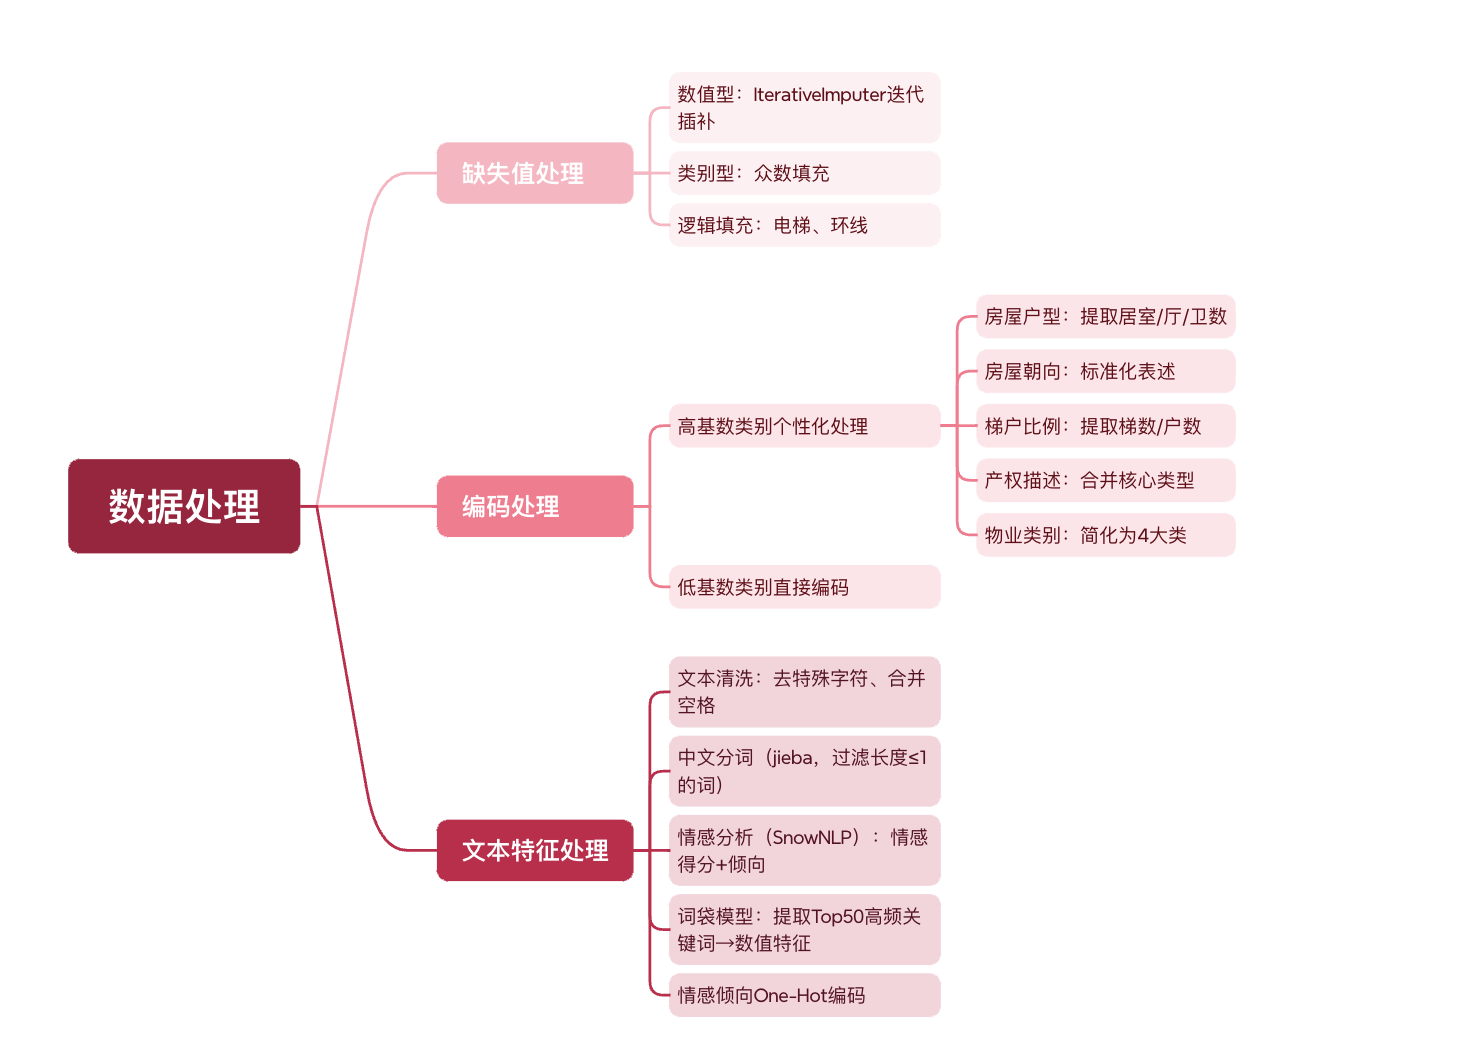 数据处理
缺失值处理
数值型：IterativeImputer迭代
插补
类别型：众数填充
逻辑填充：电梯、环线
编码处理
高基数类别个性化处理
房屋户型：提取居室/厅/卫数
房屋朝向：标准化表述
梯户比例：提取梯数/户数
产权描述：合并核心类型
物业类别：简化为4大类
低基数类别直接编码
文本特征处理
文本清洗：去特殊字符、合并
空格
中文分词（jieba，过滤长度≤1
的词）
情感分析（SnowNLP）：情感
得分+倾向
词袋模型：提取Top50高频关
键词→数值特征
情感倾向One-Hot编码